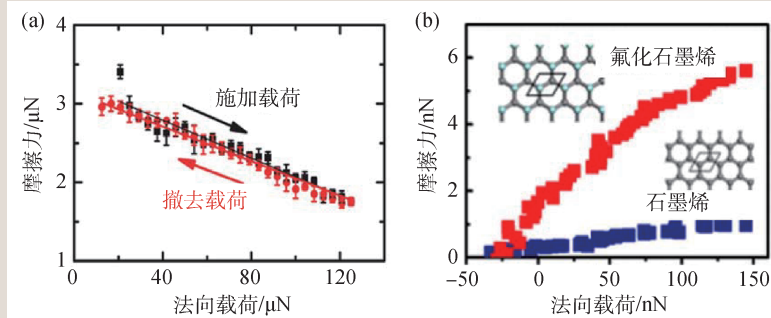 (a)
4
3
2
1
摩擦力/μN
施加载荷
撤去载荷
0
40
80
120
法向载荷/μN
(b)
6
4
2
0
摩擦力/nN
氟化石墨烯
石墨烯
−50
0
50
100
150
法向载荷/nN